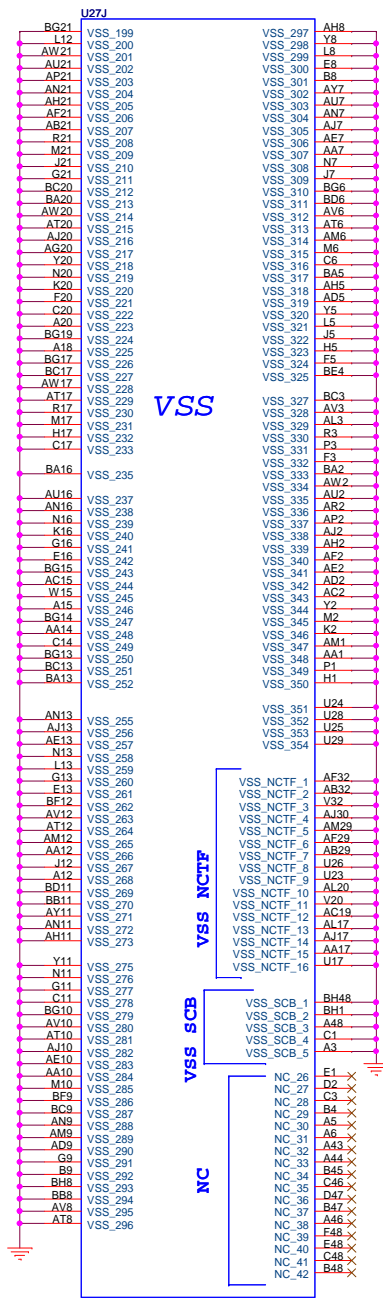 U27J
BG21 VSS_199
L12 VSS_200
AW21 VSS_201
AU21 VSS_202
AP21 VSS_203
AN21 VSS_204
AH21 VSS_205
AF21 VSS_206
AB21 VSS_207
R21 VSS_208
M21 VSS_209
J21 VSS_210
G21 VSS_211
BC20 VSS_212
BA20 VSS_213
AW20 VSS_214
AT20 VSS_215
AJ20 VSS_216
AG20 VSS_217
Y20 VSS_218
N20 VSS_219
K20 VSS_220
F20 VSS_221
C20 VSS_222
A20 VSS_223
BG19 VSS_224
A18 VSS_225
BG17 VSS_226
BC17 VSS_227
AW17 VSS_228
AT17 VSS_229
R17 VSS_230
M17 VSS_231
H17 VSS_232
C17 VSS_233
BA16 VSS_235
AU16 VSS_237
AN16 VSS_238
N16 VSS_239
K16 VSS_240
G16 VSS_241
E16 VSS_242
BG15 VSS_243
AC15 VSS_244
W15 VSS_245
A15 VSS_246
BG14 VSS_247
AA14 VSS_248
C14 VSS_249
BG13 VSS_250
BC13 VSS_251
BA13 VSS_252
AN13 VSS_255
AJ13 VSS_256
AE13 VSS_257
N13 VSS_258
L13 VSS_259
G13 VSS_260
E13 VSS_261
BF12 VSS_262
AV12 VSS_263
AT12 VSS_264
AM12 VSS_265
AA12 VSS_266
J12 VSS_267
A12 VSS_268
BD11 VSS_269
BB11 VSS_270
AY11 VSS_271
AN11 VSS_272
AH11 VSS_273
Y11 VSS_275
N11 VSS_276
G11 VSS_277
C11 VSS_278
BG10 VSS_279
AV10 VSS_280
AT10 VSS_281
AJ10 VSS_282
AE10 VSS_283
AA10 VSS_284
M10 VSS_285
BF9 VSS_286
BC9 VSS_287
AN9 VSS_288
AM9 VSS_289
AD9 VSS_290
G9 VSS_291
B9 VSS_292
BH8 VSS_293
BB8 VSS_294
AV8 VSS_295
AT8 VSS_296
VSS
VSS NCTF
VSS SCB
NC
VSS_297 AH8
VSS_298 Y8
VSS_299 L8
VSS_300 E8
VSS_301 B8
VSS_302 AY7
VSS_303 AU7
VSS_304 AN7
VSS_305 AJ7
VSS_306 AE7
VSS_307 AA7
VSS_308 N7
VSS_309 J7
VSS_310 BG6
VSS_311 BD6
VSS_312 AV6
VSS_313 AT6
VSS_314 AM6
VSS_315 M6
VSS_316 C6
VSS_317 BA5
VSS_318 AH5
VSS_319 AD5
VSS_320 Y5
VSS_321 L5
VSS_322 J5
VSS_323 H5
VSS_324 F5
VSS_325 BE4
VSS_327 BC3
VSS_328 AV3
VSS_329 AL3
VSS_330 R3
VSS_331 P3
VSS_332 F3
VSS_333 BA2
VSS_334 AW2
VSS_335 AU2
VSS_336 AR2
VSS_337 AP2
VSS_338 AJ2
VSS_339 AH2
VSS_340 AF2
VSS_341 AE2
VSS_342 AD2
VSS_343 AC2
VSS_344 Y2
VSS_345 M2
VSS_346 K2
VSS_347 AM1
VSS_348 AA1
VSS_349 P1
VSS_350 H1
VSS_351 U24
VSS_352 U28
VSS_353 U25
VSS_354 U29
VSS_NCTF_1 AF32
VSS_NCTF_2 AB32
VSS_NCTF_3 V32
VSS_NCTF_4 AJ30
VSS_NCTF_5 AM29
VSS_NCTF_6 AF29
VSS_NCTF_7 AB29
VSS_NCTF_8 U26
VSS_NCTF_9 U23
VSS_NCTF_10 AL20
VSS_NCTF_11 V20
VSS_NCTF_12 AC19
VSS_NCTF_13 AL17
VSS_NCTF_14 AJ17
VSS_NCTF_15 AA17
VSS_NCTF_16 U17
VSS_SCB_1 BH48
VSS_SCB_2 BH1
VSS_SCB_3 A48
VSS_SCB_4 C1
VSS_SCB_5 A3
NC_26 E1
NC_27 D2
NC_28 C3
NC_29 B4
NC_30 A5
NC_31 A6
NC_32 A43
NC_33 A44
NC_34 B45
NC_35 C46
NC_36 D47
NC_37 B47
NC_38 A46
NC_39 F48
NC_40 E48
NC_41 C48
NC_42 B48